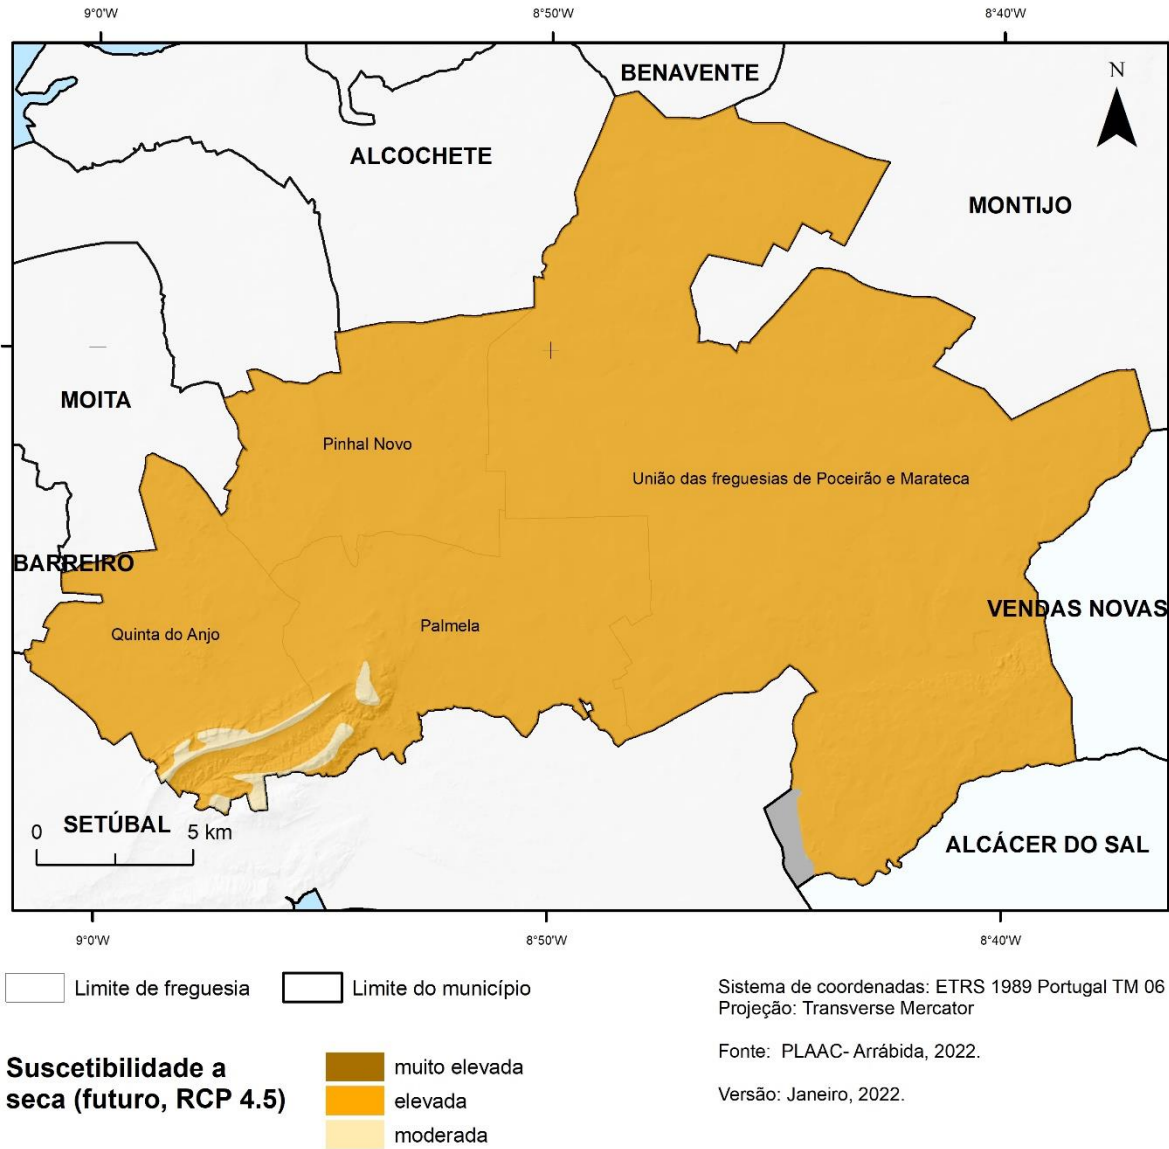 9°0'W
8°50'W
8°40'W
N
BENAVENTE
ALCOCHETE
MONTIJO
MOITA
Pinhal Novo
União das freguesias de Poceirão e Marateca
BARREIRO
VENDAS NOVAS
Quinta do Anjo
Palmela
SETÚBAL
0
5 km
ALCÁCER DO SAL
9°0'W
8°50'W
8°40'W
Limite de freguesia
Limite do município
Sistema de coordenadas: ETRS 1989 Portugal TM 06
Projeção: Transverse Mercator
Fonte: PLAAC- Arrábida, 2022.
Versão: Janeiro, 2022.
Suscetibilidade a
seca (futuro, RCP 4.5)
muito elevada
elevada
moderada